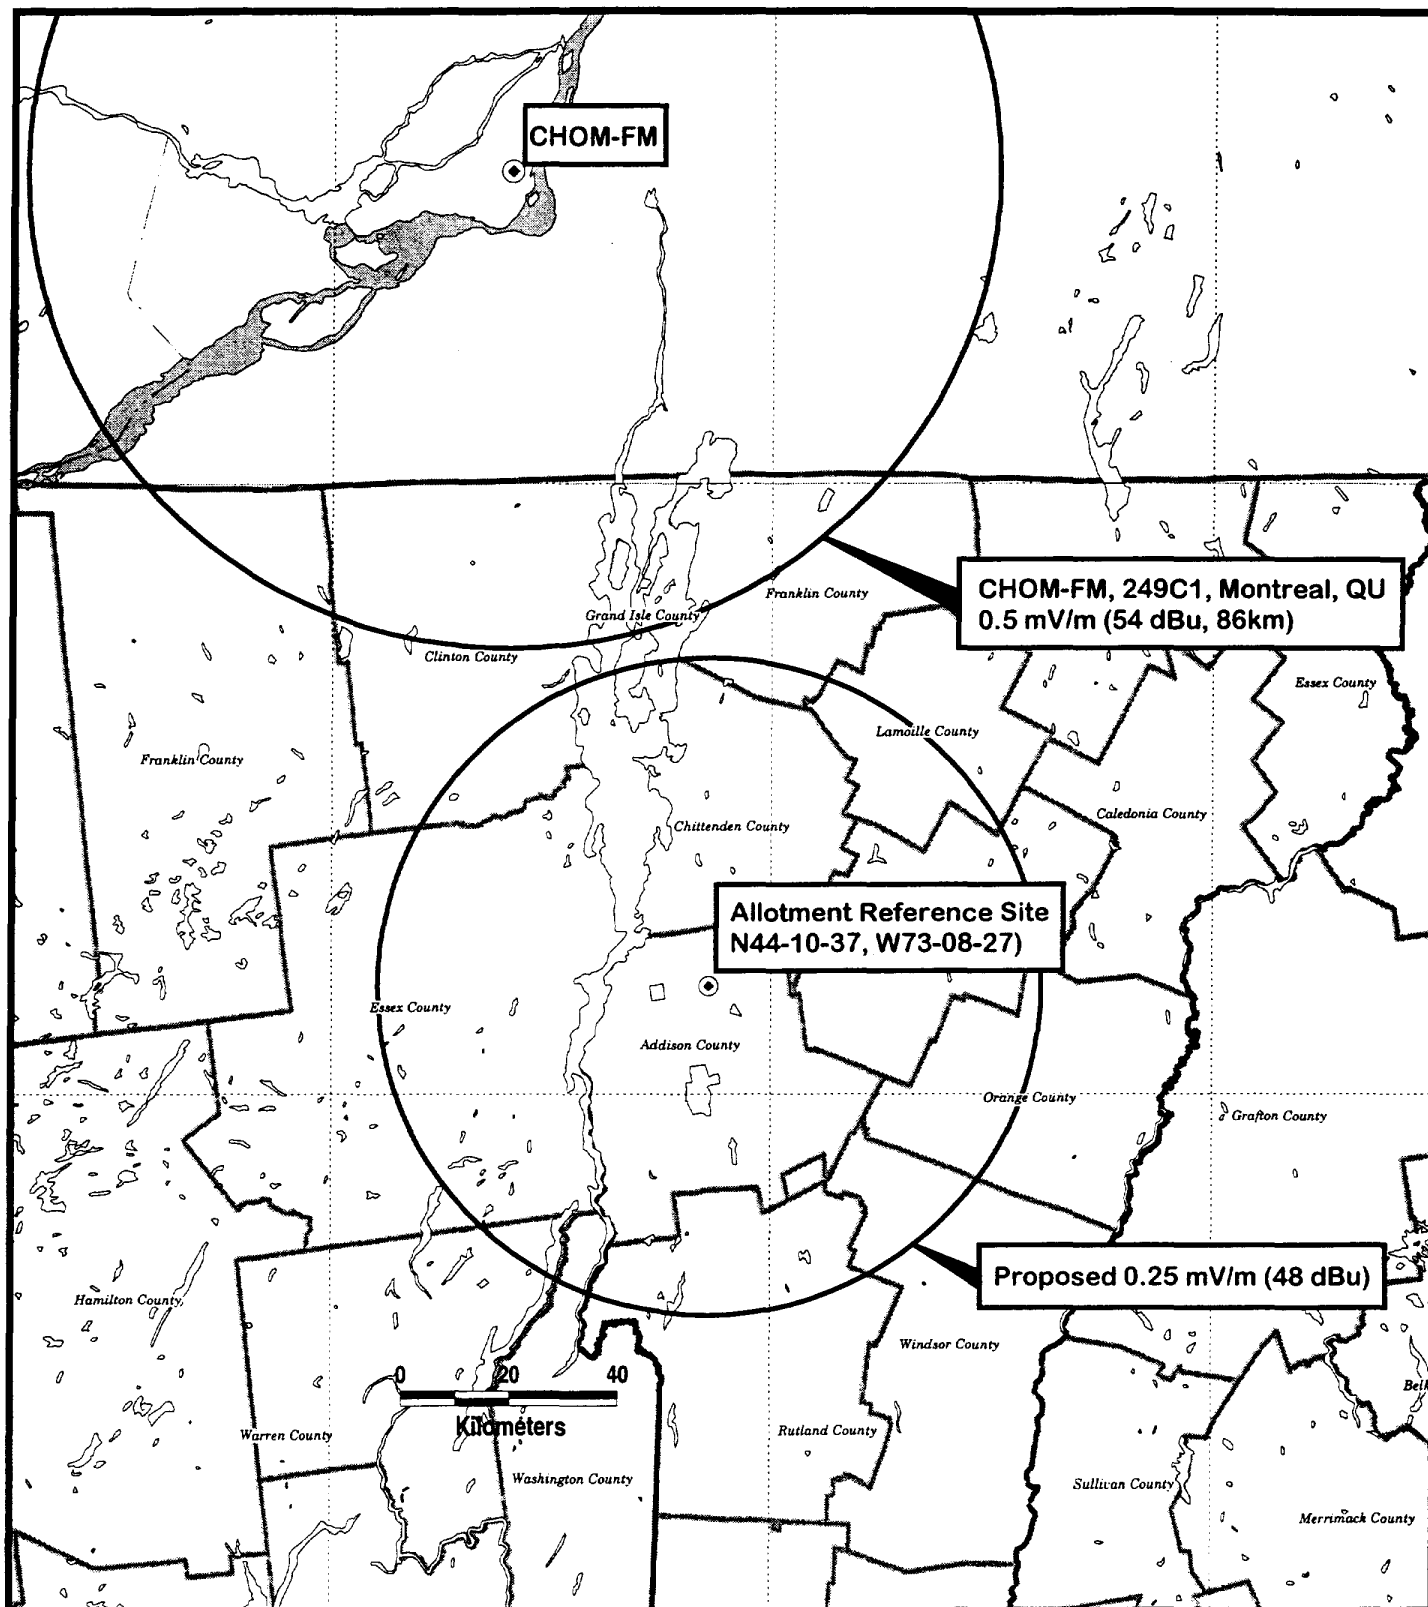 CHOM-FM
CHOM-FM, 249C1, Montreal, QU
0.5 mV/m (54 dBu, 86km)
Franklin County
Grand Isle County
Clinton County
Essex County
Lamoille County
Franklin County
Caledonia County
Chittenden County
Allotment Reference Site
N44-10-37, W73-08-27)
Essex County
Addison County
Orange County
Grafton County
Proposed 0.25 mV/m (48 dBu)
Hamilton County
Windsor County
0 20 40
Kilometers
Belk
Warren County
Rutland County
Washington County
Sullivan County
Merrimack County